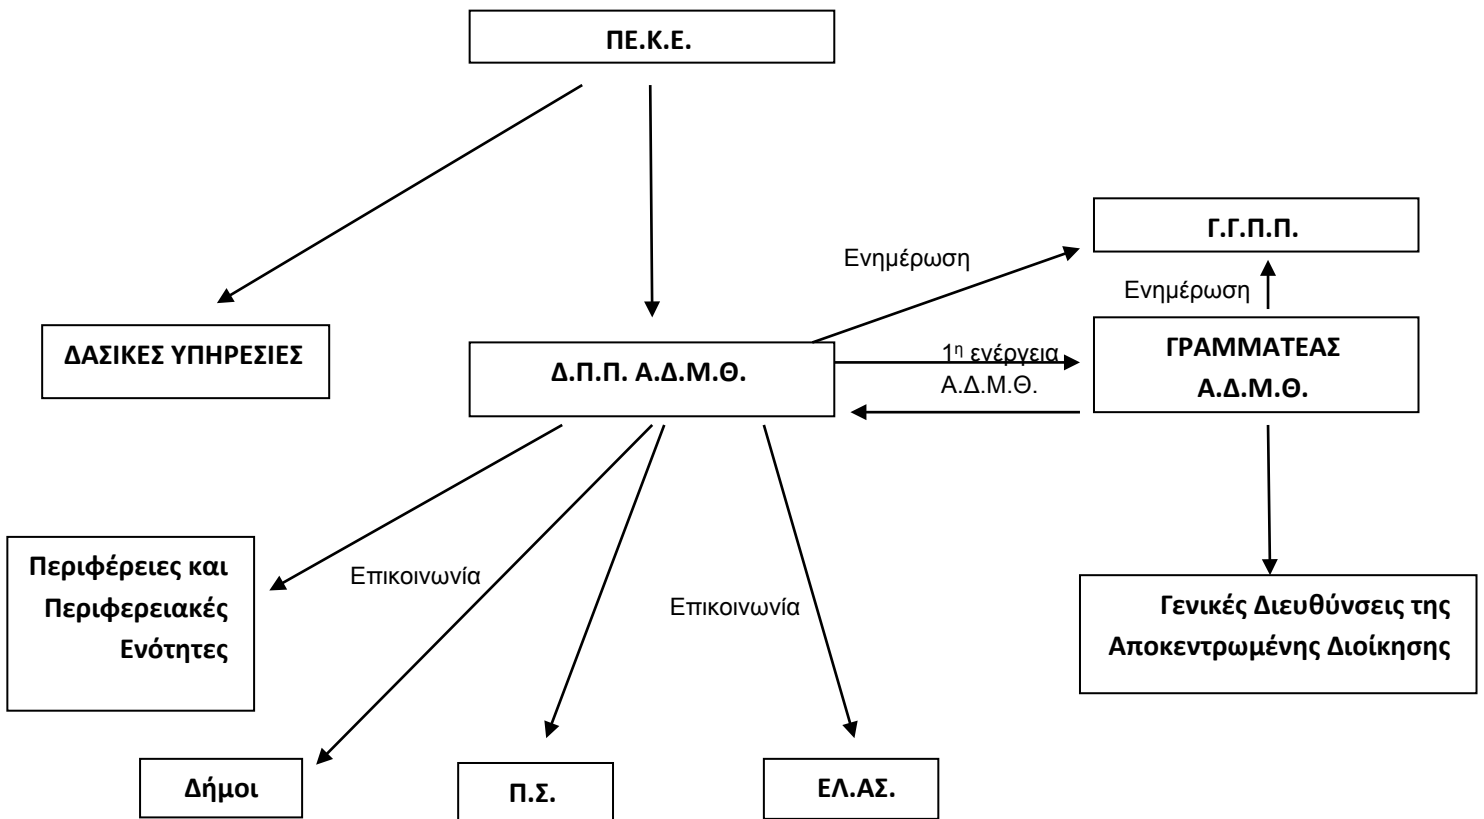 ΠΕ.Κ.Ε.
Γ.Γ.Π.Π.
Ενημέρωση
Ενημέρωση
ΔΑΣΙΚΕΣ ΥΠΗΡΕΣΙΕΣ
Δ.Π.Π. Α.Δ.Μ.Θ.
1η ενέργεια
Α.Δ.Μ.Θ.
ΓΡΑΜΜΑΤΕΑΣ
Α.Δ.Μ.Θ.
Περιφέρειες και
Περιφερειακές
Ενότητες
Επικοινωνία
Επικοινωνία
Γενικές Διευθύνσεις της
Αποκεντρωμένης Διοίκησης
Δήμοι
Π.Σ.
ΕΛ.ΑΣ.